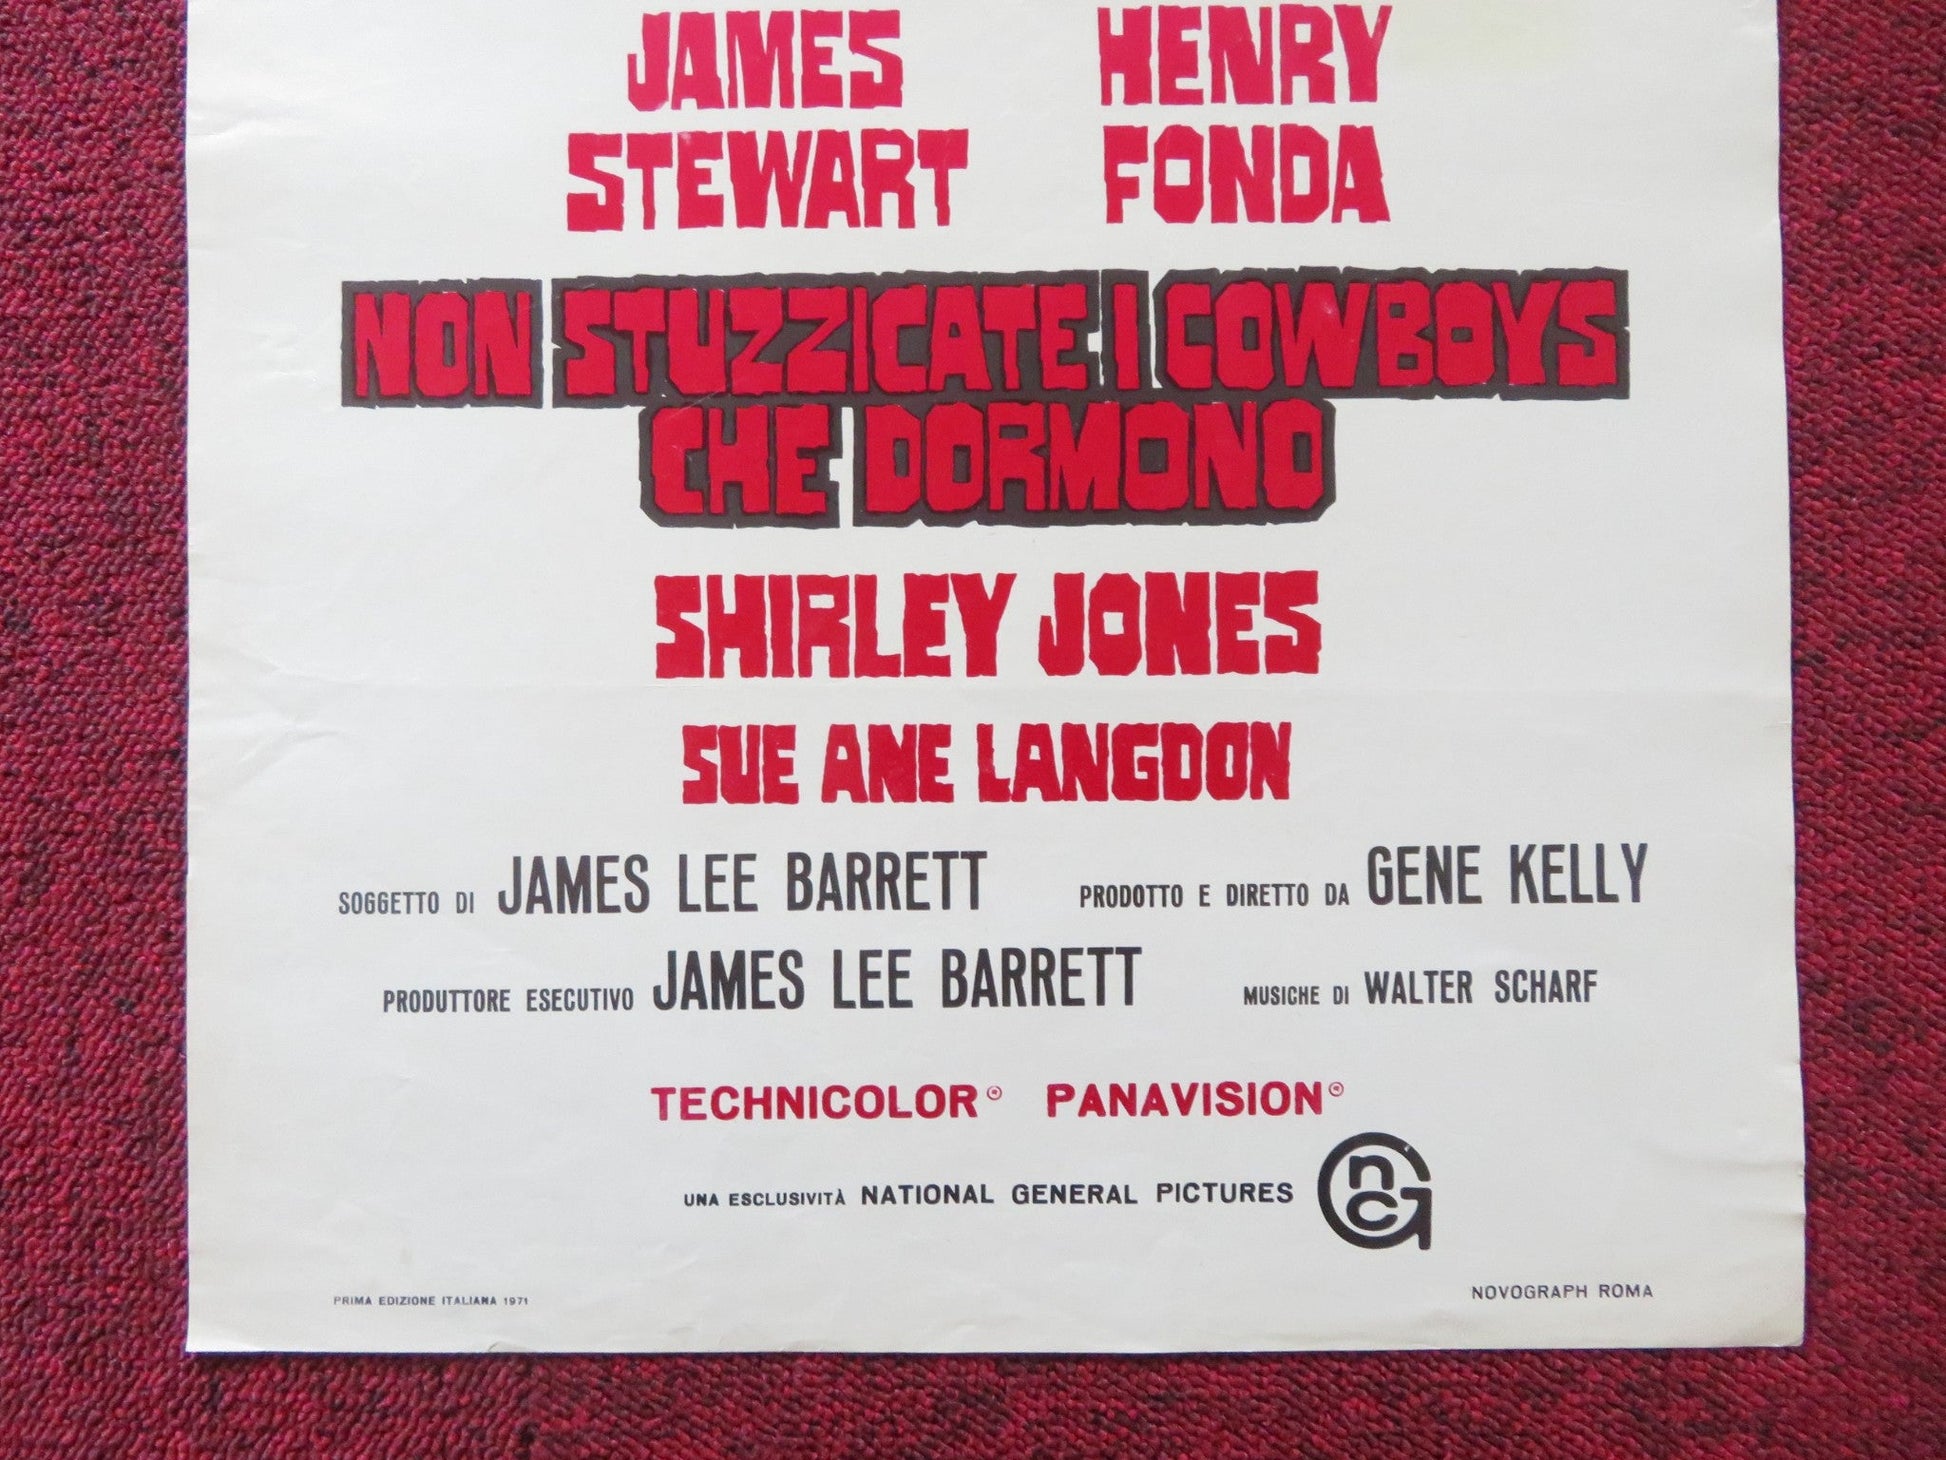 JAMES STEWART
HENRY FONDA
NON STUZZICATE I COWBOYS
CHE DORMONO
SHIRLEY JONES
SUE ANE LANGDON
SOGGETTO DI JAMES LEE BARRETT PRODOTTO E DIRETTO DA GENE KELLY
PRODUTTORE ESECUTIVO JAMES LEE BARRETT MUSICHE DI WALTER SCHARF
TECHNICOLOR® PANAVISION®
UNA ESCLUSIVITÀ NATIONAL GENERAL PICTURES nGC
PRIMA EDIZIONE ITALIANA 1971
NOVOGRAPH ROMA